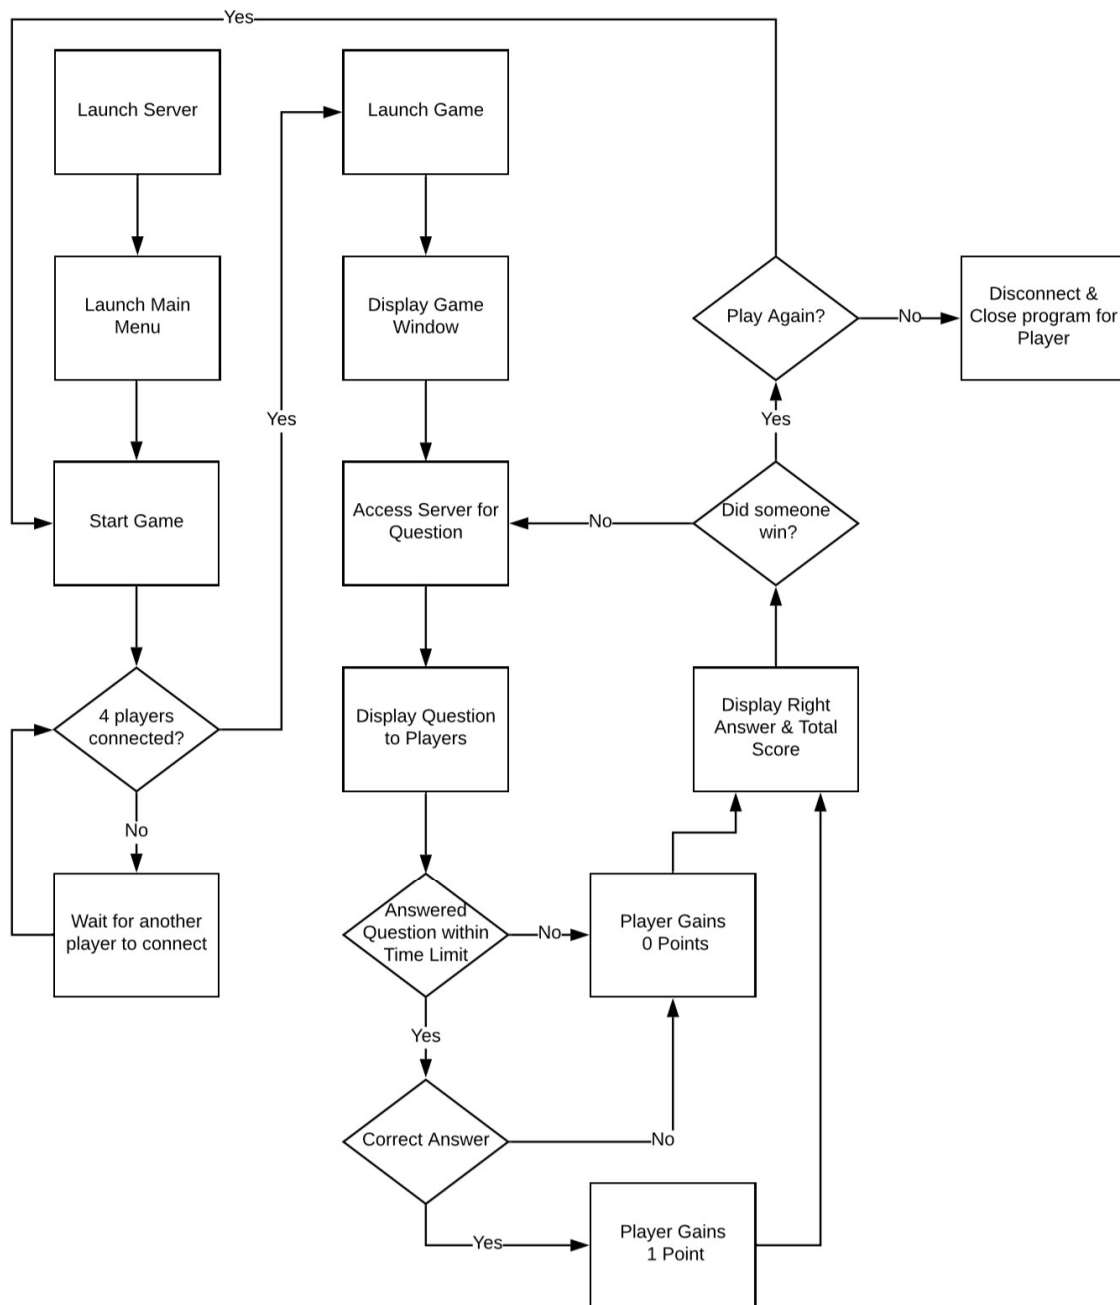 Yes
Launch Server
Launch Game
Launch Main
Menu
Display Game
Window
Play Again?
No
Disconnect &
Close program for
Player
Yes
Yes
Start Game
Access Server for
Question
No
Did someone
win?
4 players
connected?
Display Question
to Players
Display Right
Answer & Total
Score
No
Wait for another
player to connect
Answered
Question within
Time Limit
No
Player Gains
0 Points
Yes
Correct Answer
No
Yes
Player Gains
1 Point